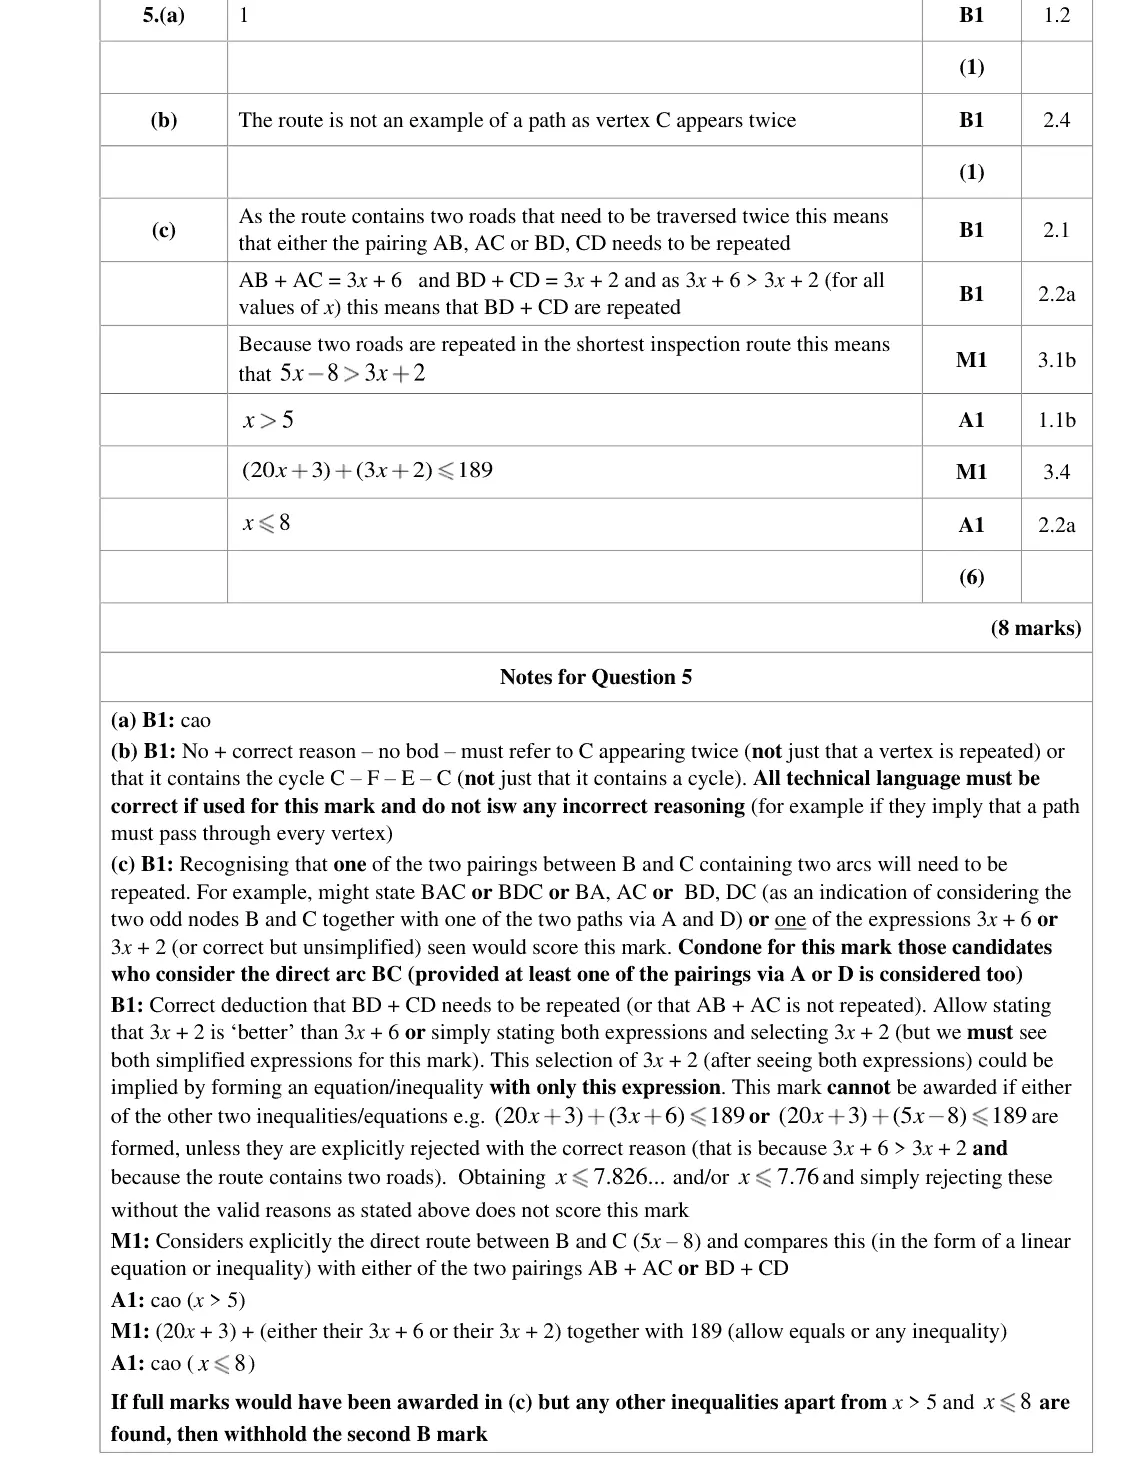 5.(a) 1 B1 1.2
(1)
(b) The route is not an example of a path as vertex C appears twice B1 2.4
(1)
As the route contains two roads that need to be traversed twice this means
(c) that either the pairing AB, AC or BD, CD needs to be repeated B1 2.1
AB + AC = 3x + 6 and BD + CD = 3x + 2 and as 3x + 6 > 3x + 2 (for all
values of x) this means that BD + CD are repeated B1 2.2a
Because two roads are repeated in the shortest inspection route this means
that 5x − 8 > 3x + 2 M1 3.1b
x > 5 A1 1.1b
(20x + 3) + (3x + 2) ⩽ 189 M1 3.4
x ⩽ 8 A1 2.2a
(6)
(8 marks)
Notes for Question 5
(a) B1: cao
(b) B1: No + correct reason – no bod – must refer to C appearing twice (not just that a vertex is repeated) or
that it contains the cycle C – F – E – C (not just that it contains a cycle). All technical language must be
correct if used for this mark and do not isw any incorrect reasoning (for example if they imply that a path
must pass through every vertex)
(c) B1: Recognising that one of the two pairings between B and C containing two arcs will need to be
repeated. For example, might state BAC or BDC or BA, AC or BD, DC (as an indication of considering the
two odd nodes B and C together with one of the two paths via A and D) or one of the expressions 3x + 6 or
3x + 2 (or correct but unsimplified) seen would score this mark. Condone for this mark those candidates
who consider the direct arc BC (provided at least one of the pairings via A or D is considered too)
B1: Correct deduction that BD + CD needs to be repeated (or that AB + AC is not repeated). Allow stating
that 3x + 2 is ‘better’ than 3x + 6 or simply stating both expressions and selecting 3x + 2 (but we must see
both simplified expressions for this mark). This selection of 3x + 2 (after seeing both expressions) could be
implied by forming an equation/inequality with only this expression. This mark cannot be awarded if either
of the other two inequalities/equations e.g. (20x + 3) + (3x + 6) ⩽ 189 or (20x + 3) + (5x − 8) ⩽ 189 are
formed, unless they are explicitly rejected with the correct reason (that is because 3x + 6 > 3x + 2 and
because the route contains two roads). Obtaining x ⩽ 7.826... and/or x ⩽ 7.76 and simply rejecting these
without the valid reasons as stated above does not score this mark
M1: Considers explicitly the direct route between B and C (5x – 8) and compares this (in the form of a linear
equation or inequality) with either of the two pairings AB + AC or BD + CD
A1: cao (x > 5)
M1: (20x + 3) + (either their 3x + 6 or their 3x + 2) together with 189 (allow equals or any inequality)
A1: cao ( x ⩽ 8 )
If full marks would have been awarded in (c) but any other inequalities apart from x > 5 and x ⩽ 8 are
found, then withhold the second B mark